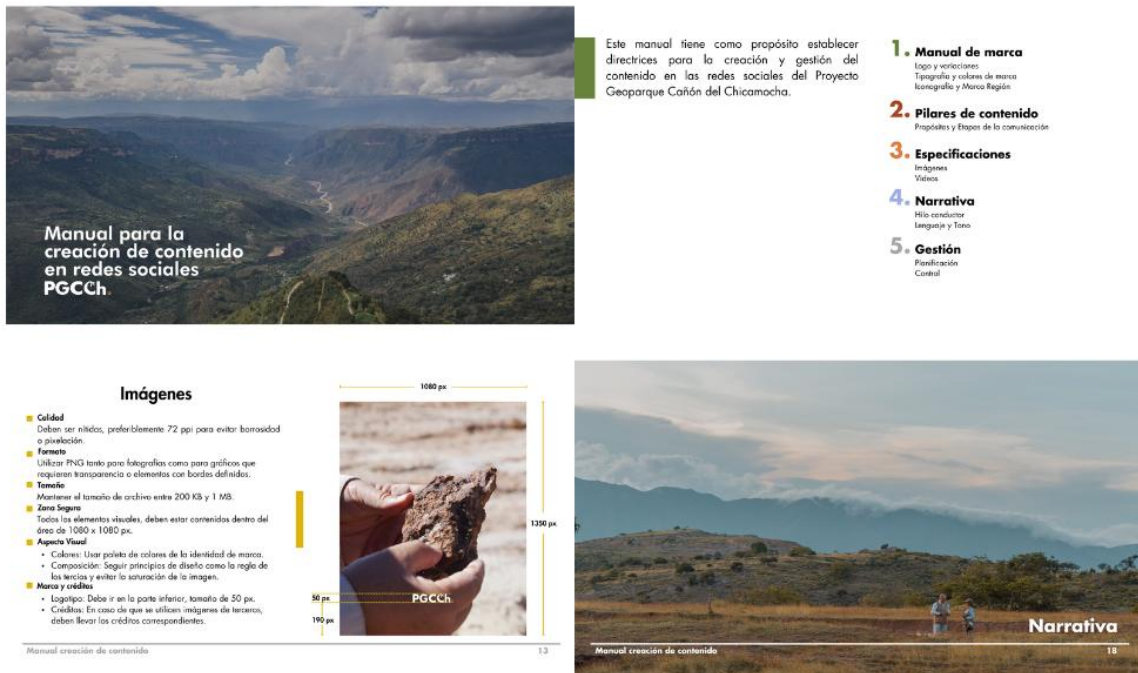 Manual para la
creación de contenido
en redes sociales
PGCCh.
Este manual tiene como propósito establecer
directrices para la creación y gestión del
contenido en las redes sociales del Proyecto
Geoparque Cañón del Chicamocha.
1. Manual de marca
Logo y variaciones
Tipografía y colores de marca
Iconografía y Marca Región
2. Pilares de contenido
Propósitos y Etapas de la comunicación
3. Especificaciones
Imágenes
Videos
4. Narrativa
Hilo conductor
Lenguaje y Tono
5. Gestión
Planificación
Control
Imágenes
Calidad
Deben ser nítidas, preferiblemente 72 ppi para evitar borrosidad
o pixelación.
Formato
Utilizar PNG tanto para fotografías como para gráficos que
requieran transparencia o elementos con bordes definidos.
Tamaño
Mantener el tamaño de archivo entre 200 KB y 1 MB.
Zona Segura
Todos los elementos visuales, deben estar contenidos dentro del
área de 1080 x 1080 px.
Aspecto Visual
• Colores: Usar paleta de colores de la identidad de marca.
• Composición: Seguir principios de diseño como la regla de
los tercios y evitar la saturación de la imagen.
Marca y créditos
• Logotipo: Debe ir en la parte inferior, tamaño de 50 px.
• Créditos: En caso de que se utilicen imágenes de terceros,
deben llevar los créditos correspondientes.
1080 px
1350 px
50 px
PGCCh
190 px
Manual creación de contenido
13
Narrativa
Manual creación de contenido
18